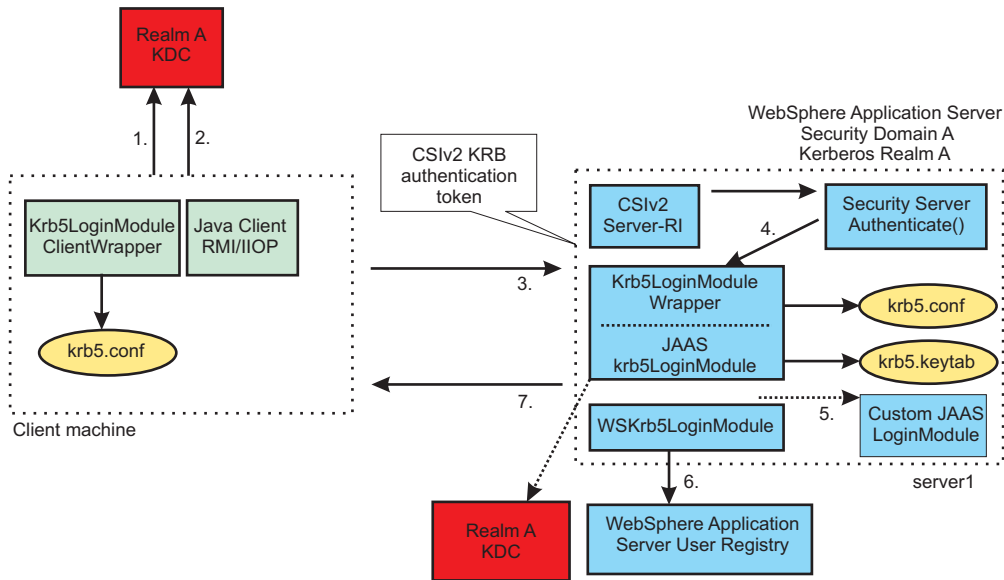 Realm A
KDC
1.
2.
WebSphere Application Server
Security Domain A
Kerberos Realm A
CSIv2 KRB
authentication
token
Krb5LoginModule
ClientWrapper
Java Client
RMI/IIOP
CSIv2
Server-RI
Security Server
Authenticate()
4.
3.
Krb5LoginModule
Wrapper
krb5.conf
krb5.conf
JAAS
krb5LoginModule
krb5.keytab
7.
5.
Client machine
WSKrb5LoginModule
Custom JAAS
LoginModule
6.
server1
Realm A
KDC
WebSphere Application
Server User Registry